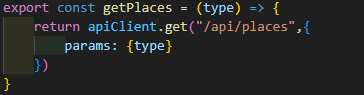 export const getPlaces = (type) => {
    return apiClient.get("/api/places",{
        params: {type}
    })
}